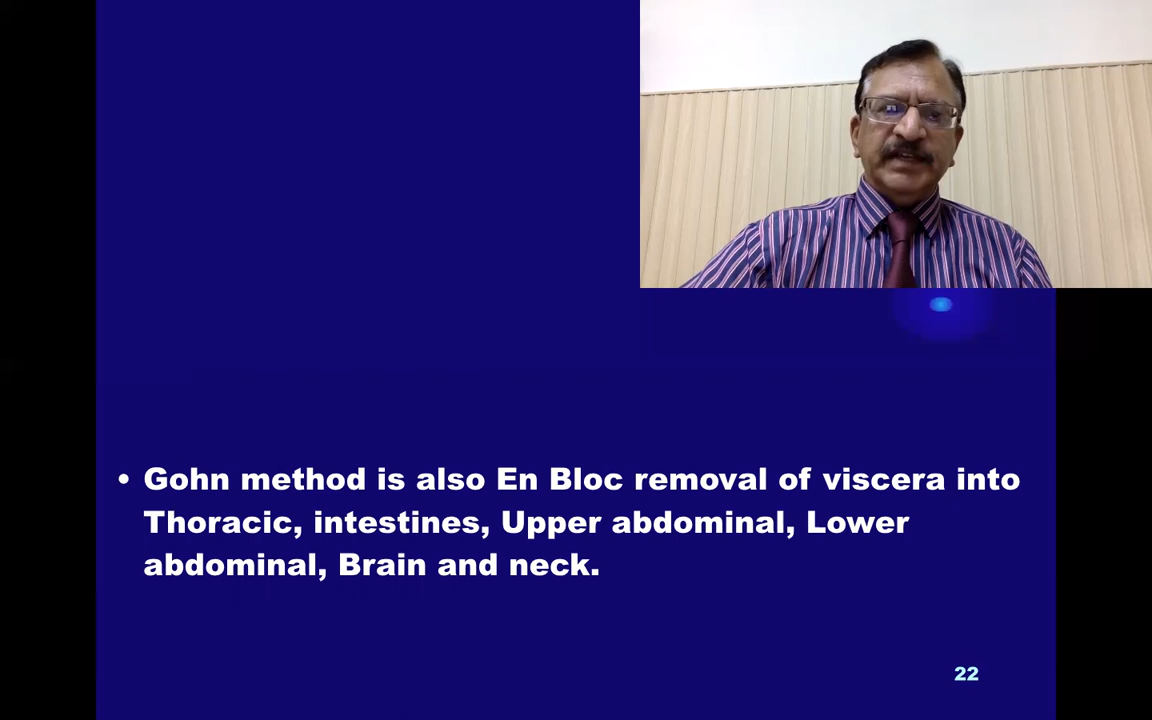 • Gohn method is also En Bloc removal of viscera into
Thoracic, intestines, Upper abdominal, Lower
abdominal, Brain and neck.
22